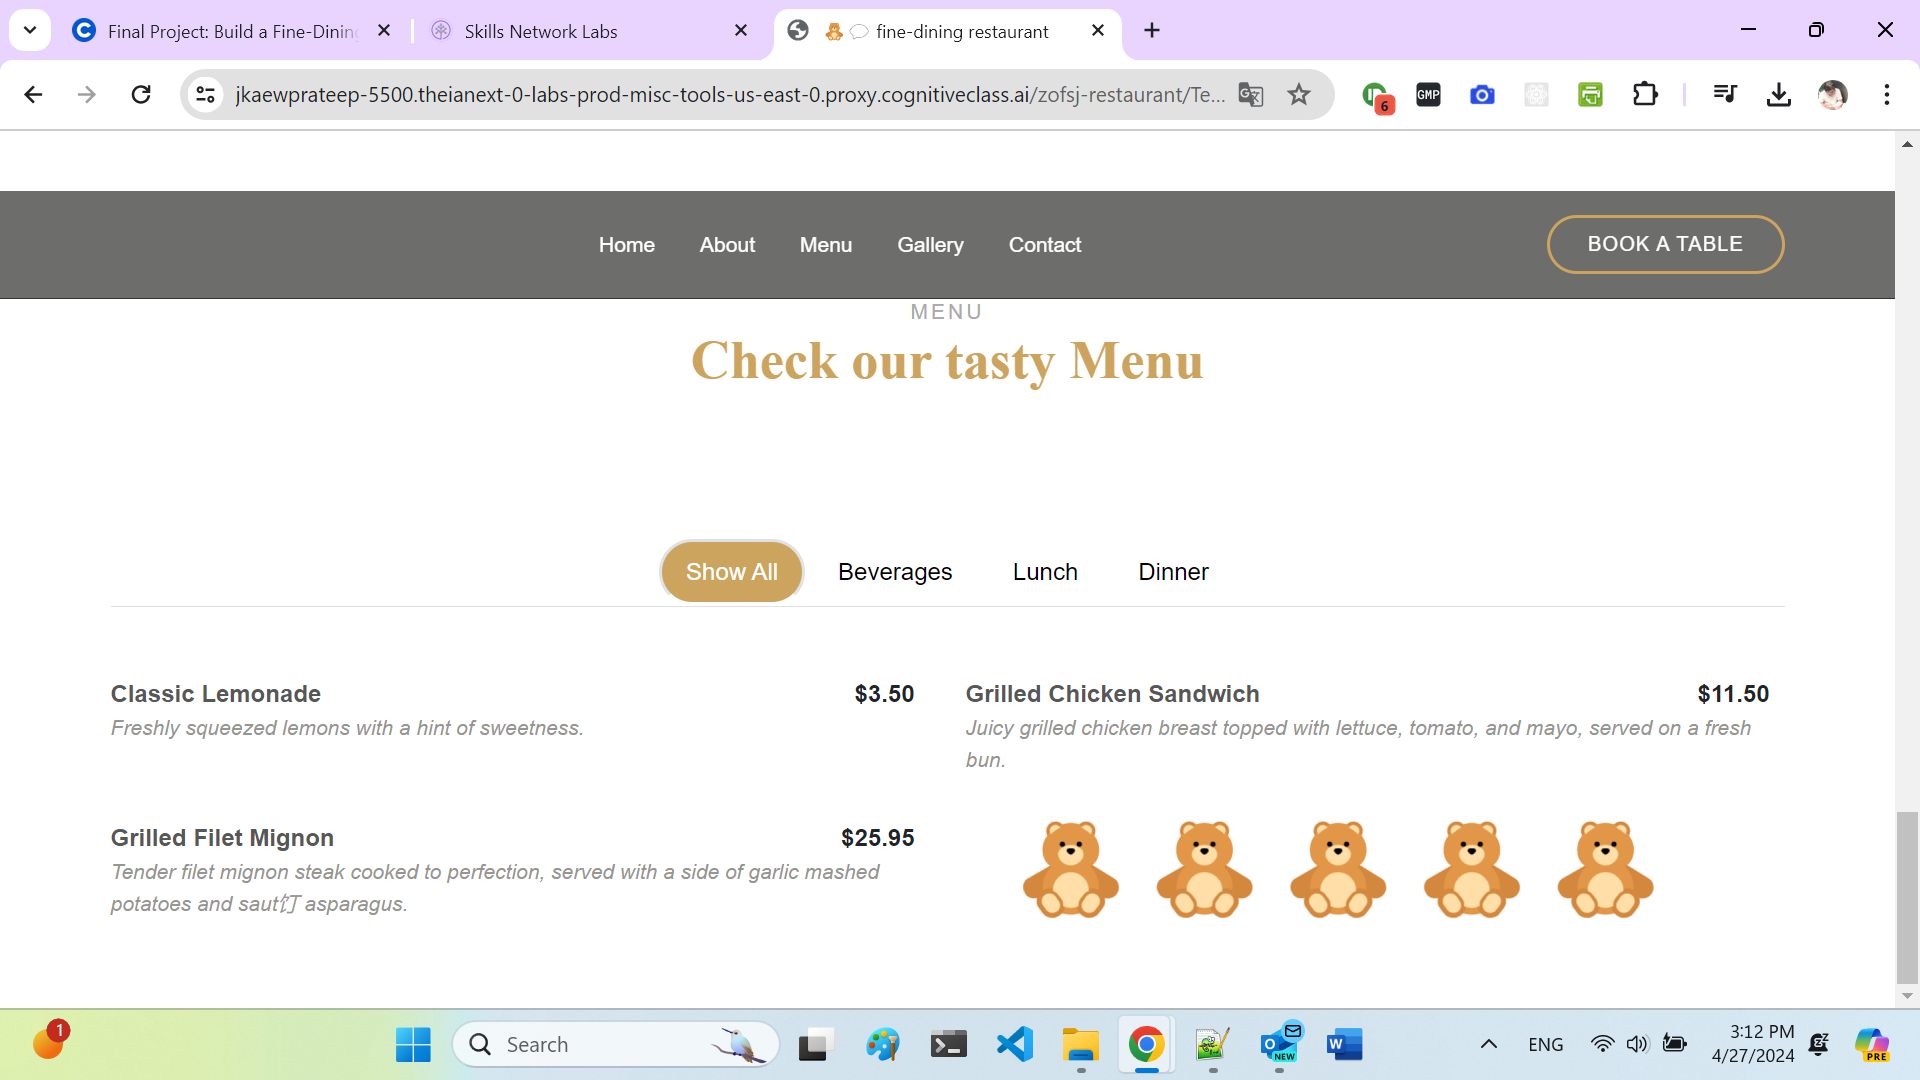 Final Project: Build a Fine-Dining
Skills Network Labs
fine-dining restaurant
jkaewprateep-5500.theianext-0-labs-prod-misc-tools-us-east-0.proxy.cognitiveclass.ai/zofsj-restaurant/Te...
6
GMP
Home
About
Menu
Gallery
Contact
BOOK A TABLE
MENU
Check our tasty Menu
Show All
Beverages
Lunch
Dinner
Classic Lemonade
$3.50
Freshly squeezed lemons with a hint of sweetness.
Grilled Chicken Sandwich
$11.50
Juicy grilled chicken breast topped with lettuce, tomato, and mayo, served on a fresh
bun.
Grilled Filet Mignon
$25.95
Tender filet mignon steak cooked to perfection, served with a side of garlic mashed
potatoes and saut饤 asparagus.
1
Search
NEW
ENG
3:12 PM
4/27/2024
PRE